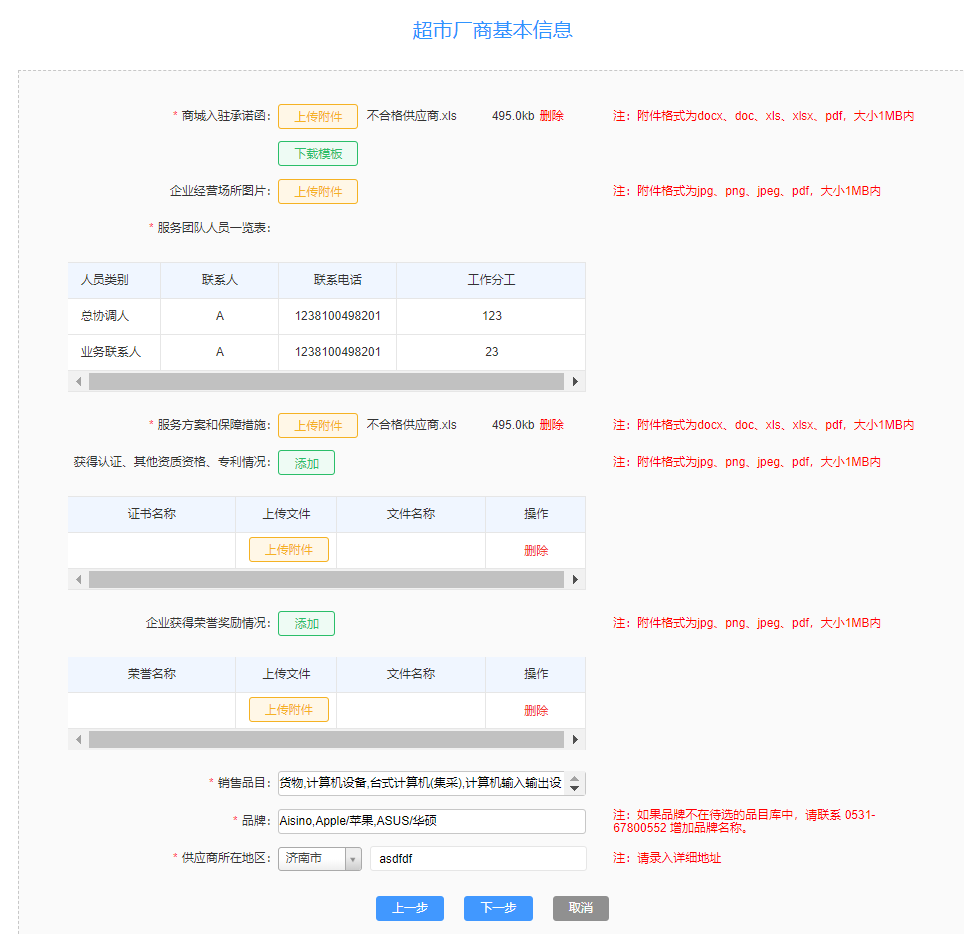 超市厂商基本信息
* 商城入驻承诺函： 上传附件 不合格供应商.xls 495.0kb 删除 注：附件格式为docx、doc、xls、xlsx、pdf，大小1MB内
下载模板
企业经营场所图片： 上传附件 注：附件格式为jpg、png、jpeg、pdf，大小1MB内
* 服务团队人员一览表：
人员类别 联系人 联系电话 工作分工
总协调人 A 1238100498201 123
业务联系人 A 1238100498201 23
* 服务方案和保障措施： 上传附件 不合格供应商.xls 495.0kb 删除 注：附件格式为docx、doc、xls、xlsx、pdf，大小1MB内
获得认证、其他资质资格、专利情况： 添加 注：附件格式为jpg、png、jpeg、pdf，大小1MB内
证书名称 上传文件 文件名称 操作
上传附件 删除
企业获得荣誉奖励情况： 添加 注：附件格式为jpg、png、jpeg、pdf，大小1MB内
荣誉名称 上传文件 文件名称 操作
上传附件 删除
* 销售品目： 货物,计算机设备,台式计算机(集采),计算机输入输出设
* 品牌： Aisino,Apple/苹果,ASUS/华硕 注：如果品牌不在待选的品目库中，请联系 0531-
67800552 增加品牌名称。
* 供应商所在地区： 济南市 asdfdf 注：请录入详细地址
上一步 下一步 取消